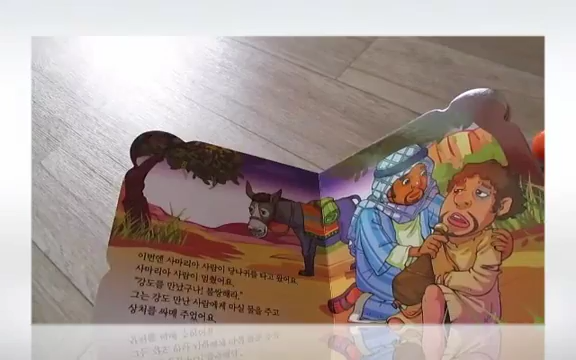 이번엔 사마리아 사람이 당나귀를 타고 왔어요.
사마리아 사람이 멈췄어요.
"강도를 만났구나! 불쌍해라."
그는 강도 만난 사람에게 마실 물을 주고
상처를 싸매 주었어요.